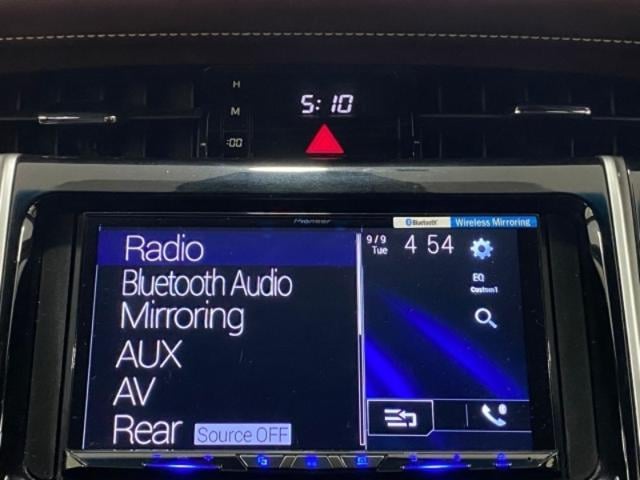 H
M
:00
5:10
Pioneer
Bluetooth
Wireless Mirroring
Radio
Bluetooth Audio
Mirroring
AUX
AV
Rear
Source OFF
9/9
Tue
4 54
EQ
Custom1